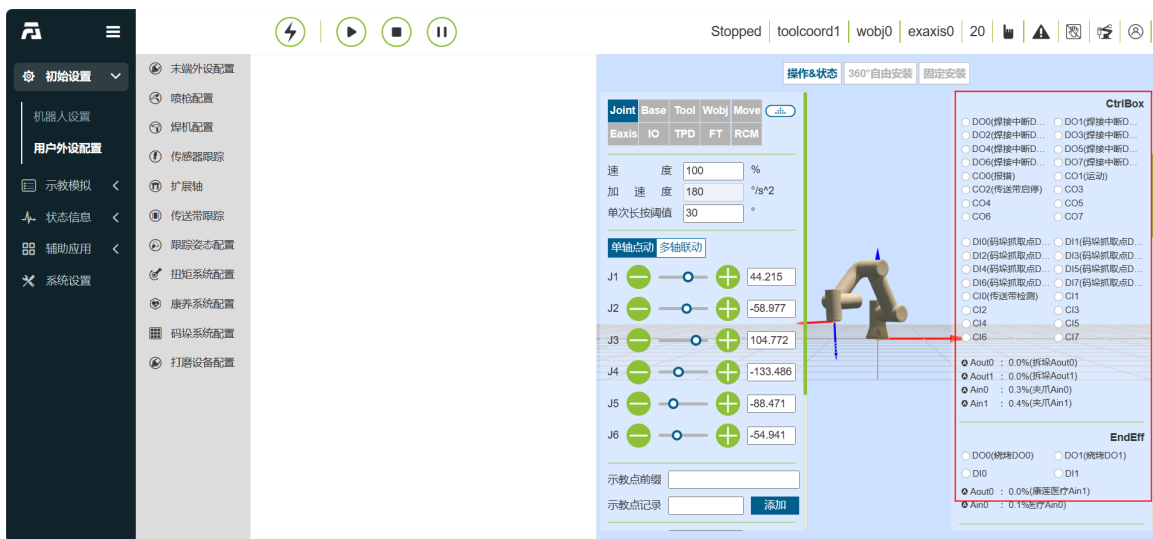 Stopped toolcoord1 wobj0 exaxis0 20
初始设置
机器人设置
用户外设配置
示教模拟
状态信息
辅助应用
系统设置
末端外设配置
喷枪配置
焊机配置
传感器跟踪
扩展轴
传送带跟踪
跟踪姿态配置
扭矩系统配置
康养系统配置
码垛系统配置
打磨设备配置
操作&状态 360°自由安装 固定安装
Joint Base Tool Wobj Move
Eaxis IO TPD FT RCM
速 度 100 %
加 速 度 180 °/s^2
单次长按阈值 30 °
单轴点动 多轴联动
J1 44.215
J2 -58.977
J3 104.772
J4 -133.486
J5 -88.471
J6 -54.941
示教点前缀
示教点记录 添加
CtrlBox
DO0(焊接中断D... DO1(焊接中断D...
DO2(焊接中断D... DO3(焊接中断D...
DO4(焊接中断D... DO5(焊接中断D...
DO6(焊接中断D... DO7(焊接中断D...
CO0(报错) CO1(运动)
CO2(传送带启停) CO3
CO4 CO5
CO6 CO7
DI0(码垛抓取点D... DI1(码垛抓取点D...
DI2(码垛抓取点D... DI3(码垛抓取点D...
DI4(码垛抓取点D... DI5(码垛抓取点D...
DI6(码垛抓取点D... DI7(码垛抓取点D...
CI0(传送带检测) CI1
CI2 CI3
CI4 CI5
CI6 CI7
Aout0 : 0.0%(拆垛Aout0)
Aout1 : 0.0%(拆垛Aout1)
Ain0 : 0.3%(夹爪Ain0)
Ain1 : 0.4%(夹爪Ain1)
EndEff
DO0(烧烤DO0) DO1(烧烤DO1)
DI0 DI1
Aout0 : 0.0%(康莲医疗Ain1)
Ain0 : 0.1%医疗Ain0)